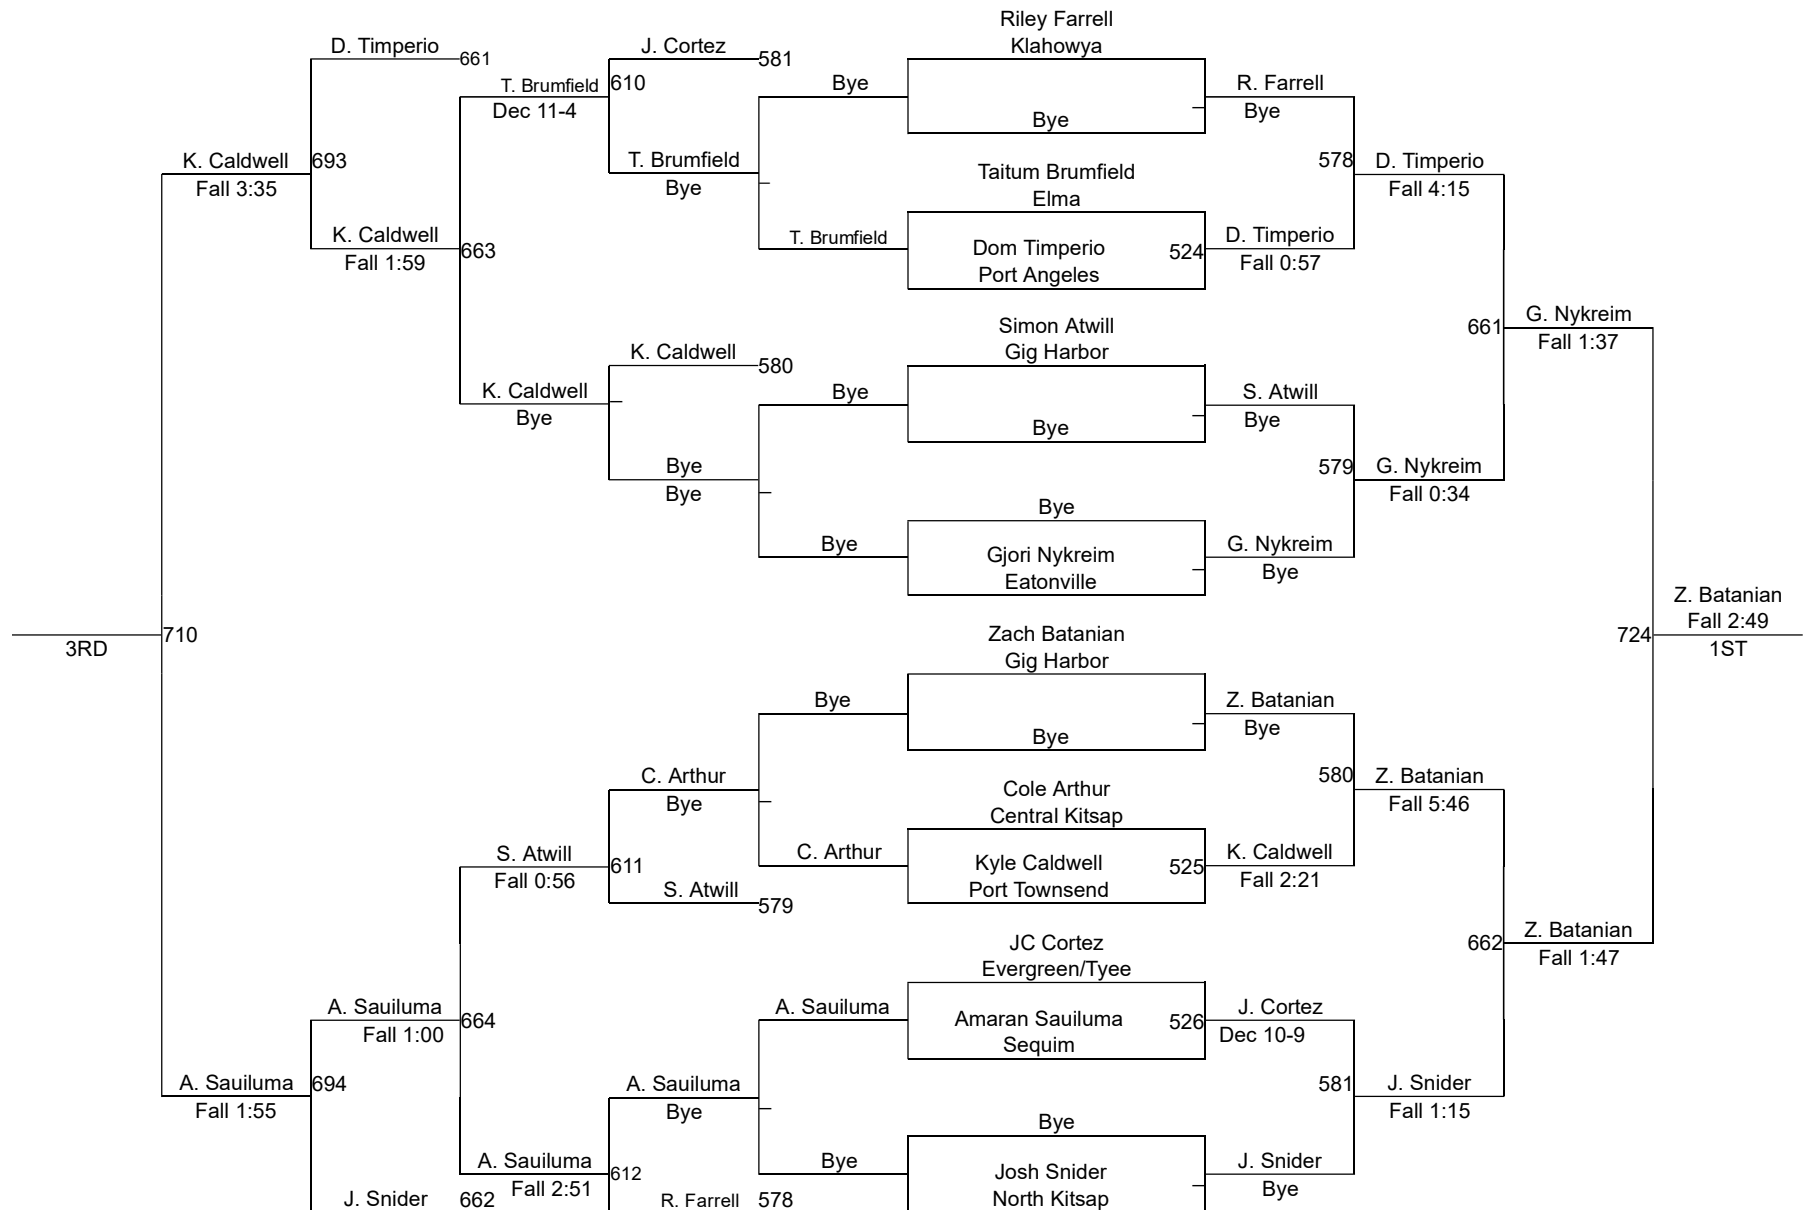 Riley Farrell
D. Timperio
661
J. Cortez
581
Klahowya
T. Brumfield
610
Bye
R. Farrell
Dec 11-4
Bye
Bye
K. Caldwell
693
T. Brumfield
578
D. Timperio
Fall 3:35
Bye
Taitum Brumfield
Fall 4:15
Elma
K. Caldwell
663
T. Brumfield
Dom Timperio
524
D. Timperio
Fall 1:59
Port Angeles
Fall 0:57
Simon Atwill
661
G. Nykreim
K. Caldwell
580
Gig Harbor
Fall 1:37
K. Caldwell
Bye
S. Atwill
Bye
Bye
Bye
Bye
579
G. Nykreim
Bye
Fall 0:34
Bye
Bye
Gjori Nykreim
G. Nykreim
Eatonville
Bye
Z. Batanian
3RD
710
Zach Batanian
724
Fall 2:49
Gig Harbor
1ST
Bye
Z. Batanian
Bye
Bye
C. Arthur
Cole Arthur
580
Z. Batanian
Bye
Central Kitsap
Fall 5:46
S. Atwill
611
C. Arthur
Kyle Caldwell
525
K. Caldwell
Fall 0:56
S. Atwill
579
Port Townsend
Fall 2:21
JC Cortez
662
Z. Batanian
Evergreen/Tyee
Fall 1:47
A. Sauiluma
664
A. Sauiluma
Amaran Sauiluma
526
J. Cortez
Fall 1:00
Sequim
Dec 10-9
A. Sauiluma
694
A. Sauiluma
581
J. Snider
Fall 1:55
Bye
Bye
Fall 1:15
A. Sauiluma
612
Bye
Josh Snider
J. Snider
Fall 2:51
Bye
J. Snider
662
R. Farrell
578
North Kitsap